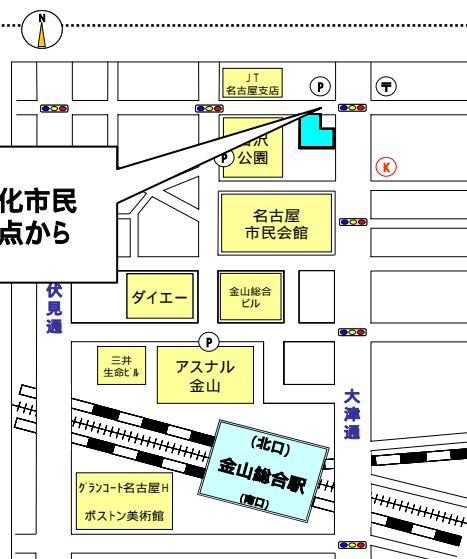 N
JT
名古屋支店
P
〒
沢
公園
P
K
化市民
点から
名古屋
市民会館
伏見通
ダイエー
金山総合
ビル
P
三井
生命ビル
アスナル
金山
大津通
(北口)
金山総合駅
(南口)
グランコート名古屋H
ボストン美術館